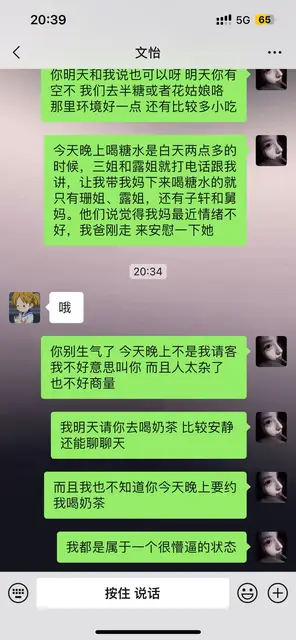 20:39
5G
65
文怡
你明天和我说也可以呀 明天你有
空不 我们去半糖或者花姑娘咯
那里环境好一点 还有比较多小吃
今天晚上喝糖水是白天两点多的
时候，三姐和露姐就打电话跟我
讲，让我带我妈下来喝糖水的就
只有珊姐、露姐，还有子轩和舅
妈。他们说觉得我妈最近情绪不
好，我爸刚走 来安慰一下她
20:34
哦
你别生气了 今天晚上不是我请客
我不好意思叫你 而且人太杂了
也不好商量
我明天请你去喝奶茶 比较安静
还能聊聊天
而且我也不知道你今天晚上要约
我喝奶茶
我都是属于一个很懵逼的状态
按住 说话